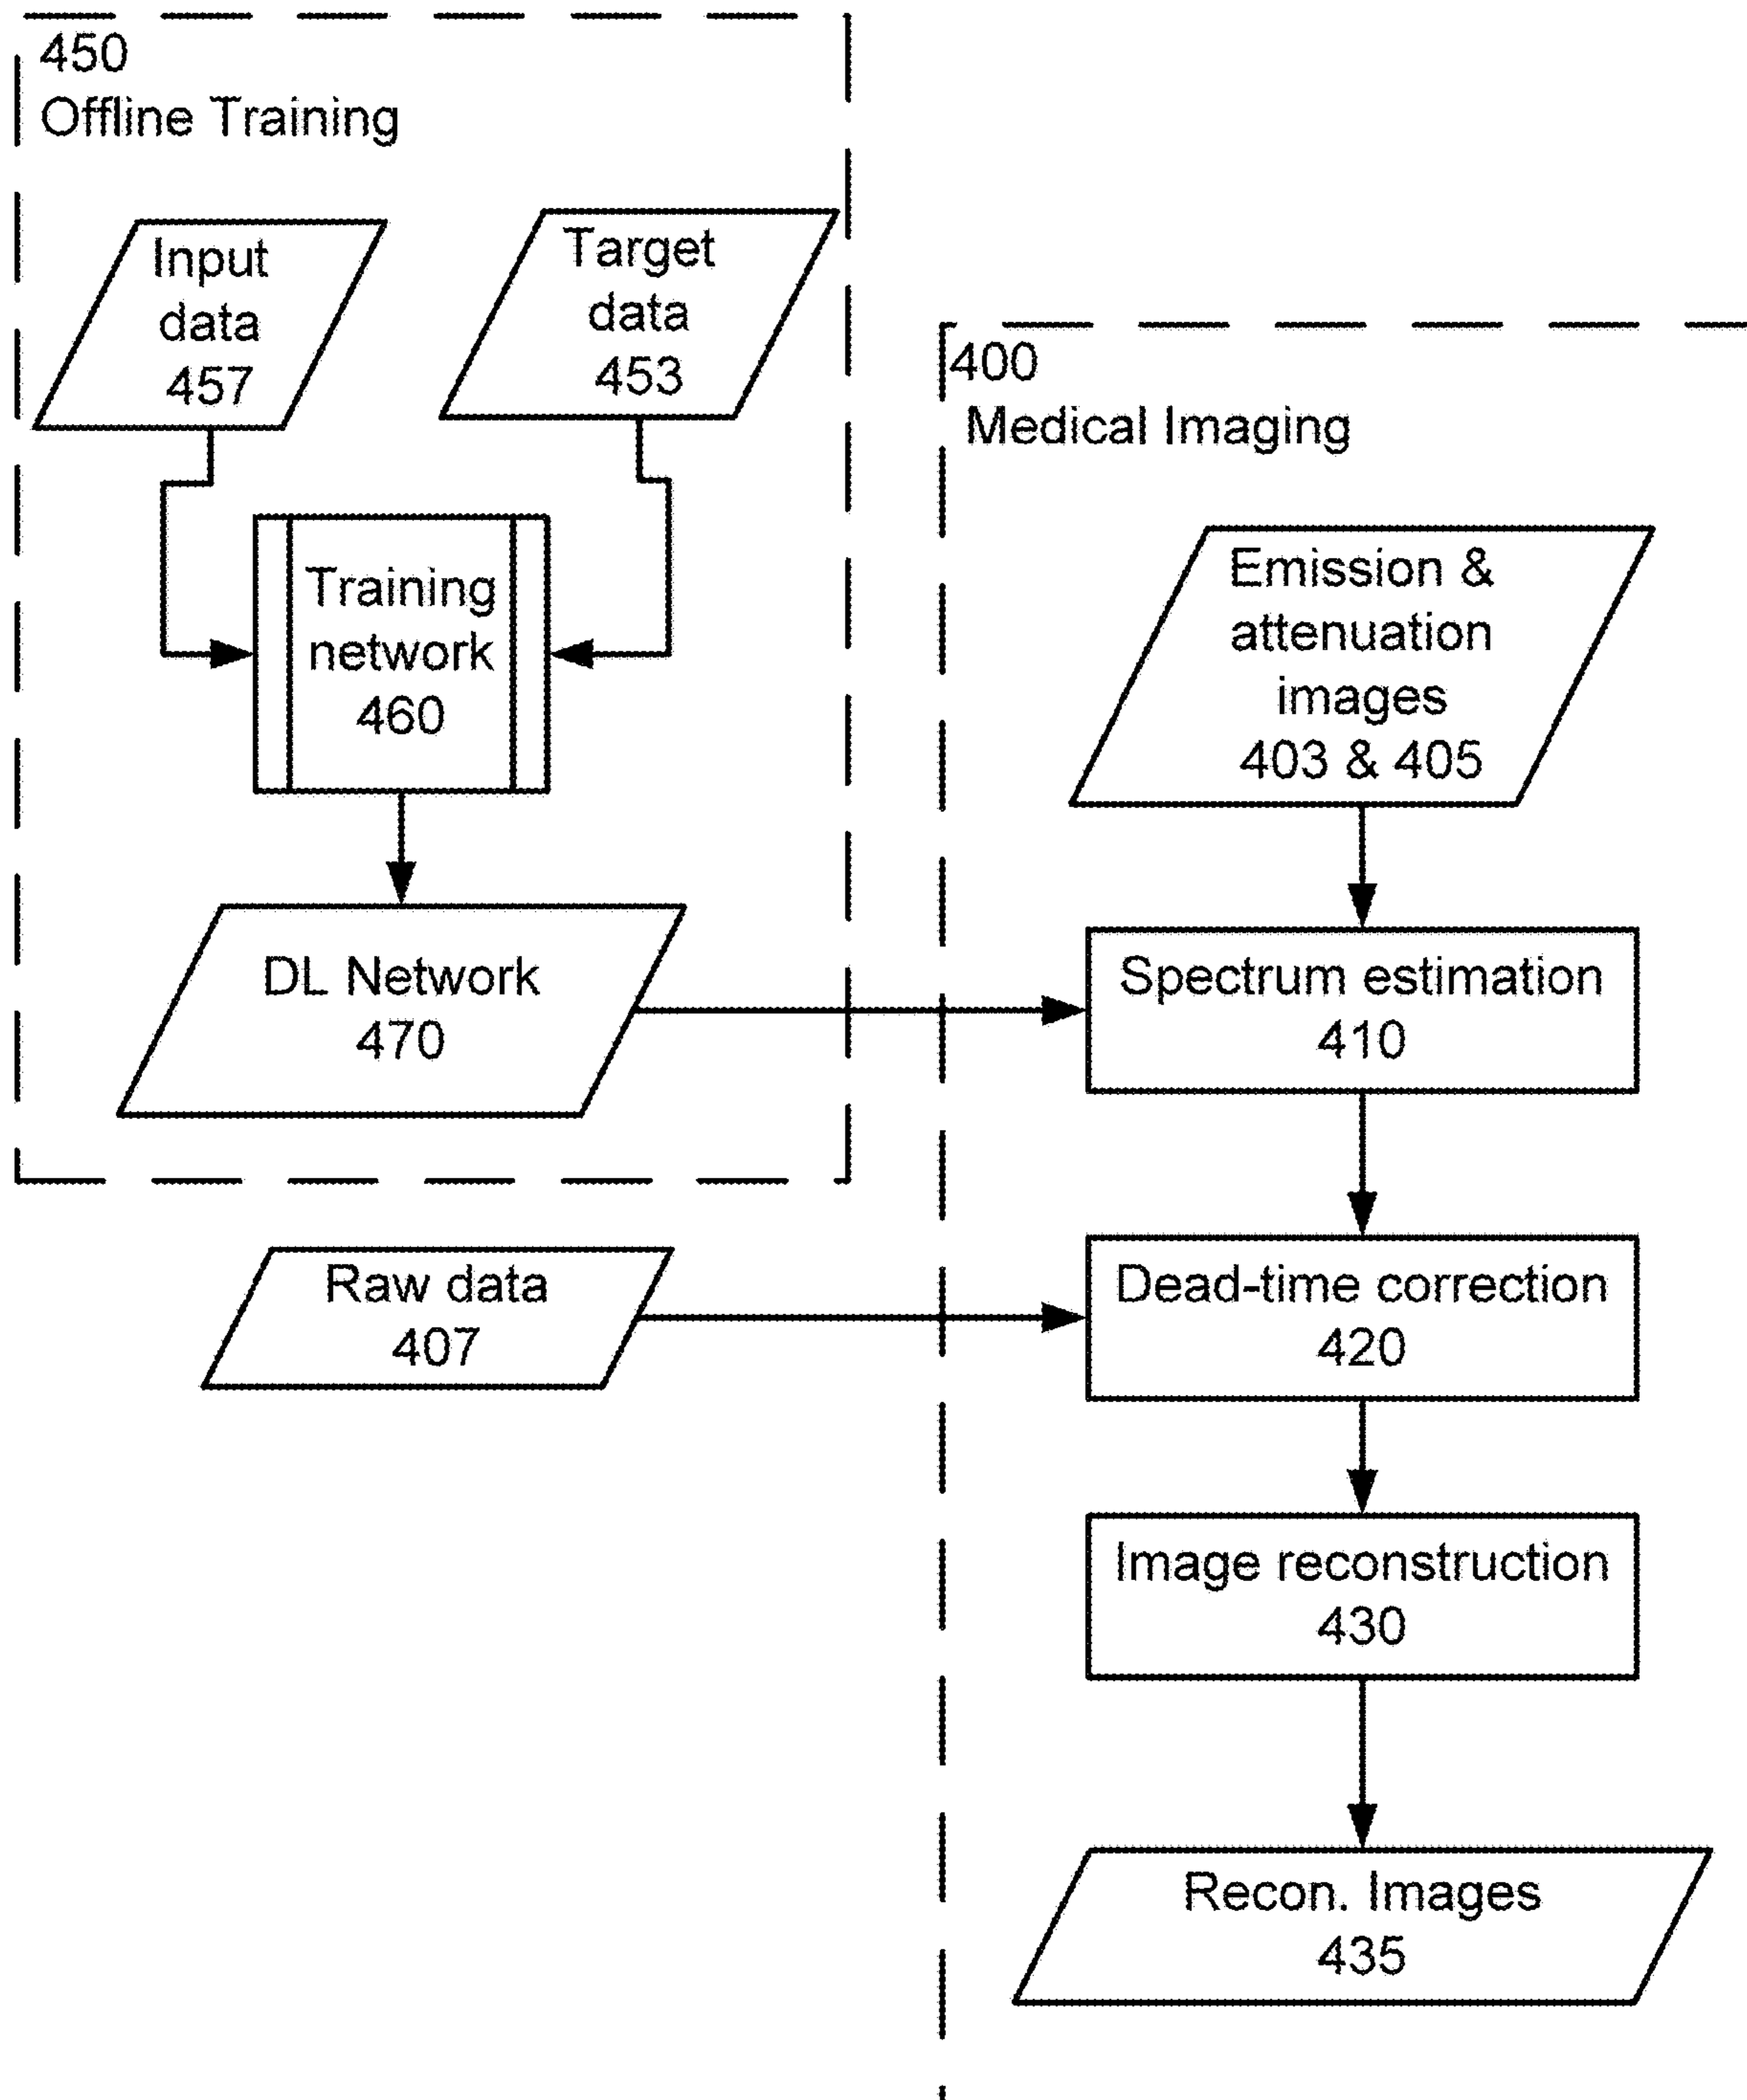 450
Offline Training
Input
data
457
Target
data
453
Training
network
460
DL Network
470
Raw data
407
400
Medical Imaging
Emission &
attenuation
images
403 & 405
Spectrum estimation
410
Dead-time correction
420
Image reconstruction
430
Recon. Images
435